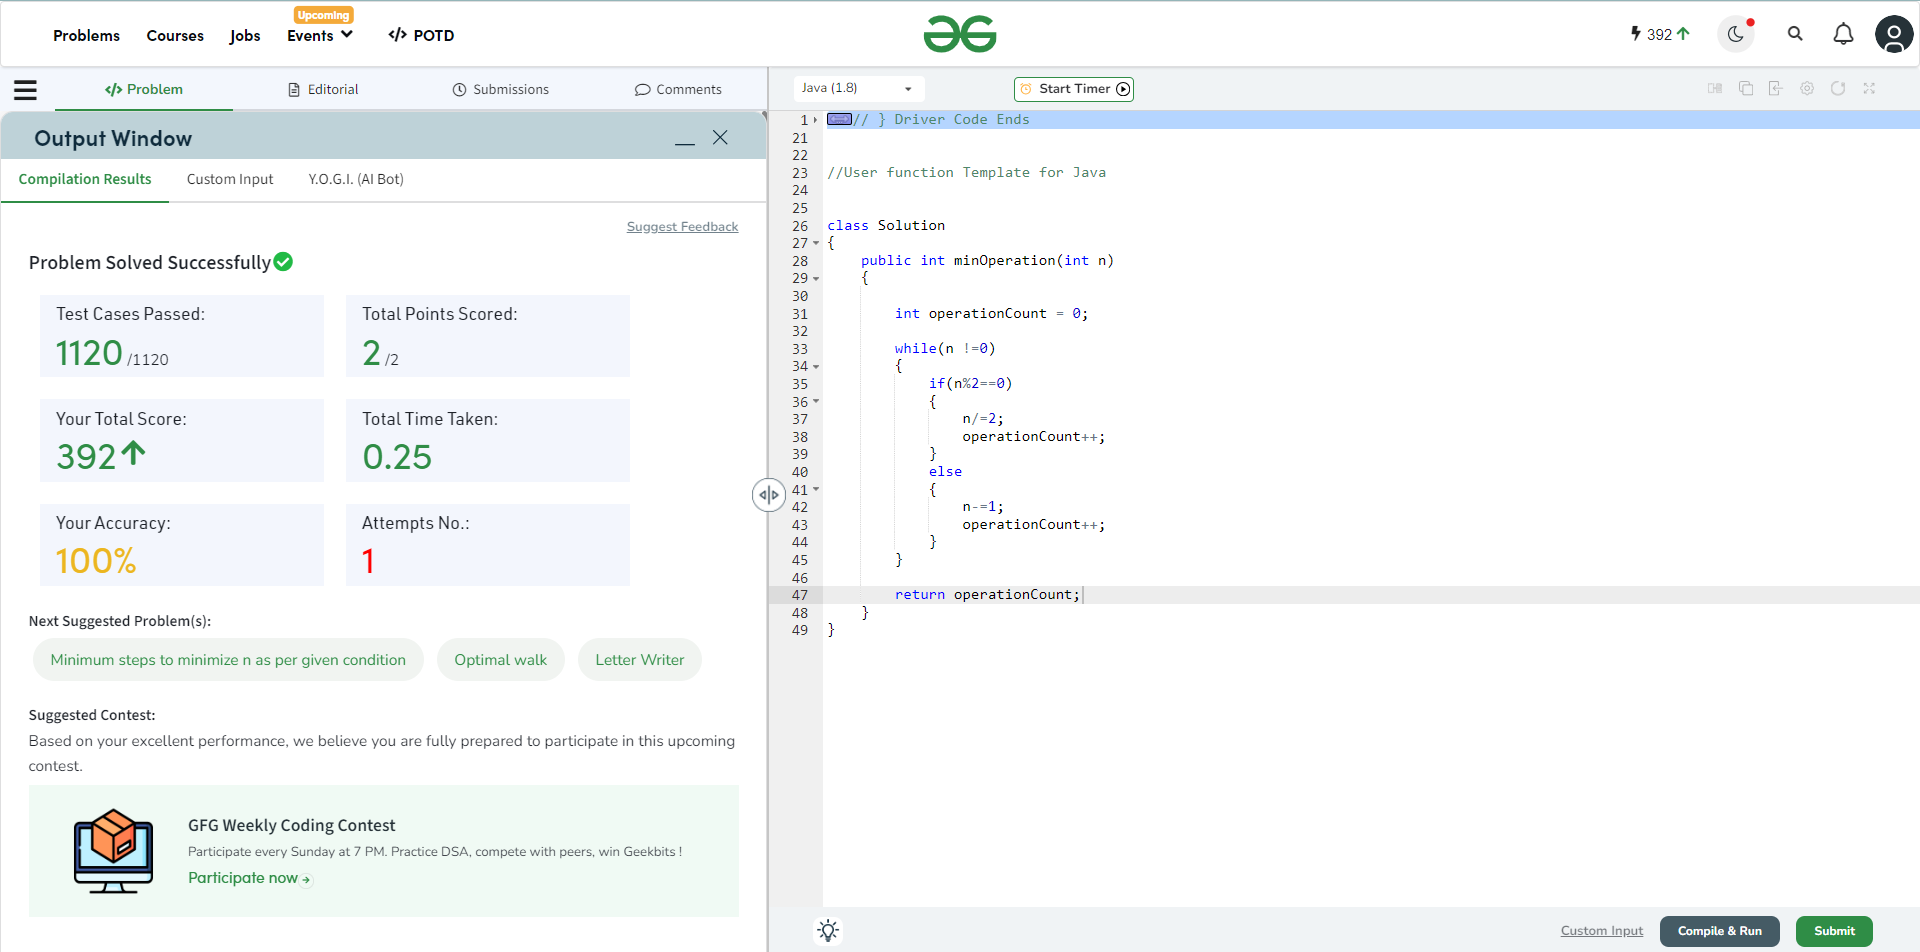 Problems Courses Jobs Upcoming Events </> POTD
392
</> Problem Editorial Submissions Comments
Output Window
Compilation Results Custom Input Y.O.G.I. (AI Bot)
Suggest Feedback
Problem Solved Successfully
Test Cases Passed: Total Points Scored:
1120 /1120 2 /2
Your Total Score: Total Time Taken:
392 0.25
Your Accuracy: Attempts No.:
100% 1
Next Suggested Problem(s):
Minimum steps to minimize n as per given condition Optimal walk Letter Writer
Suggested Contest:
Based on your excellent performance, we believe you are fully prepared to participate in this upcoming
contest.
GFG Weekly Coding Contest
Participate every Sunday at 7 PM. Practice DSA, compete with peers, win Geekbits !
Participate now
Java (1.8) Start Timer
1 // } Driver Code Ends
21
22
23 //User function Template for Java
24
25
26 class Solution
27 {
28 public int minOperation(int n)
29 {
30
31 int operationCount = 0;
32
33 while(n !=0)
34 {
35 if(n%2==0)
36 {
37 n/=2;
38 operationCount++;
39 }
40 else
41 {
42 n-=1;
43 operationCount++;
44 }
45 }
46
47 return operationCount;
48 }
49 }
Custom Input Compile & Run Submit